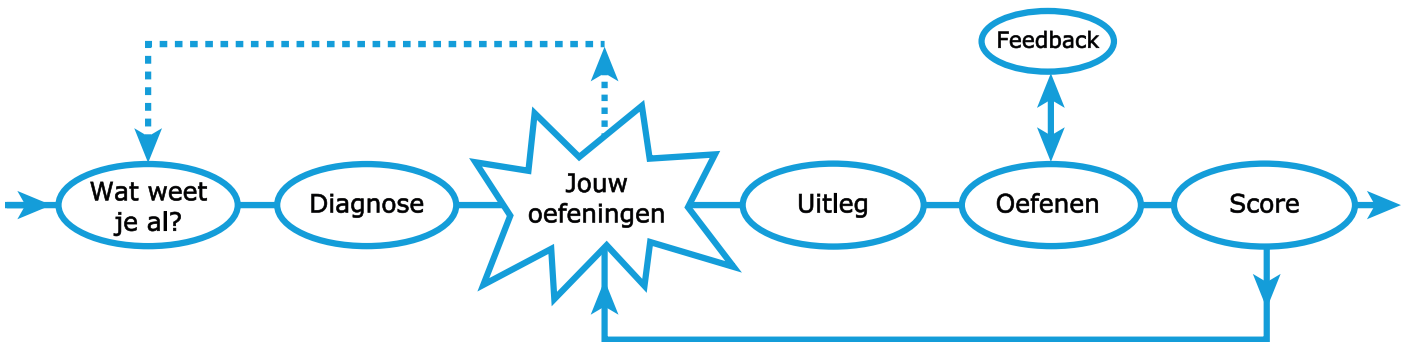 Feedback
Wat weet
je al?
Diagnose
Jouw
oefeningen
Uitleg
Oefenen
Score